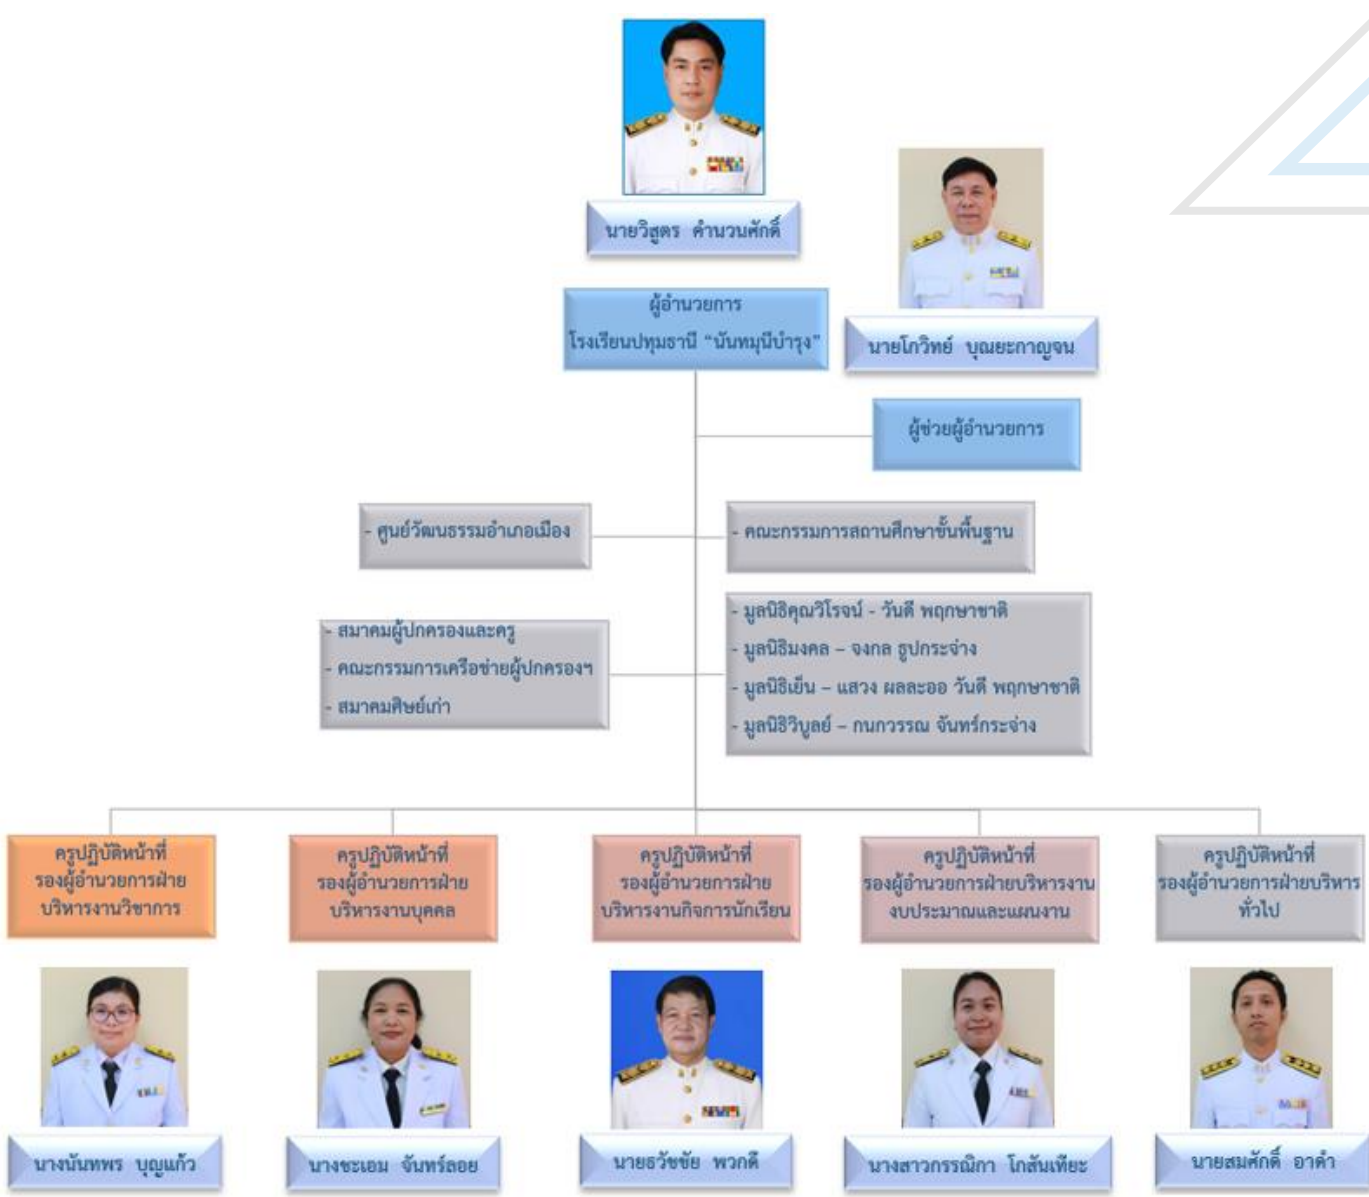 นายวิสูตร คำนวนศักดิ์
ผู้อำนวยการ
โรงเรียนปทุมธานี “นันทมุนีบำรุง”
นายโกวิทย์ บุณยะกาญจน
ผู้ช่วยผู้อำนวยการ
- ศูนย์วัฒนธรรมอำเภอเมือง
- คณะกรรมการสถานศึกษาขั้นพื้นฐาน
- สมาคมผู้ปกครองและครู
- คณะกรรมการเครือข่ายผู้ปกครองฯ
- สมาคมศิษย์เก่า
- มูลนิธิคุณวิโรจน์ - วันดี พฤกษาชาติ
- มูลนิธิมงคล – จงกล ธูปกระจ่าง
- มูลนิธิเย็น – แสวง ผลละออ วันดี พฤกษาชาติ
- มูลนิธิวิบูลย์ – กนกวรรณ จันทร์กระจ่าง
ครูปฏิบัติหน้าที่
รองผู้อำนวยการฝ่าย
บริหารงานวิชาการ
ครูปฏิบัติหน้าที่
รองผู้อำนวยการฝ่าย
บริหารงานบุคคล
ครูปฏิบัติหน้าที่
รองผู้อำนวยการฝ่าย
บริหารงานกิจการนักเรียน
ครูปฏิบัติหน้าที่
รองผู้อำนวยการฝ่ายบริหารงาน
งบประมาณและแผนงาน
ครูปฏิบัติหน้าที่
รองผู้อำนวยการฝ่ายบริหาร
ทั่วไป
นางนันทพร บุญแก้ว
นางชะเอม จันทร์ลอย
นายธวัชชัย พวกดี
นางสาวกรรณิกา โกสันเทียะ
นายสมศักดิ์ อาดำ